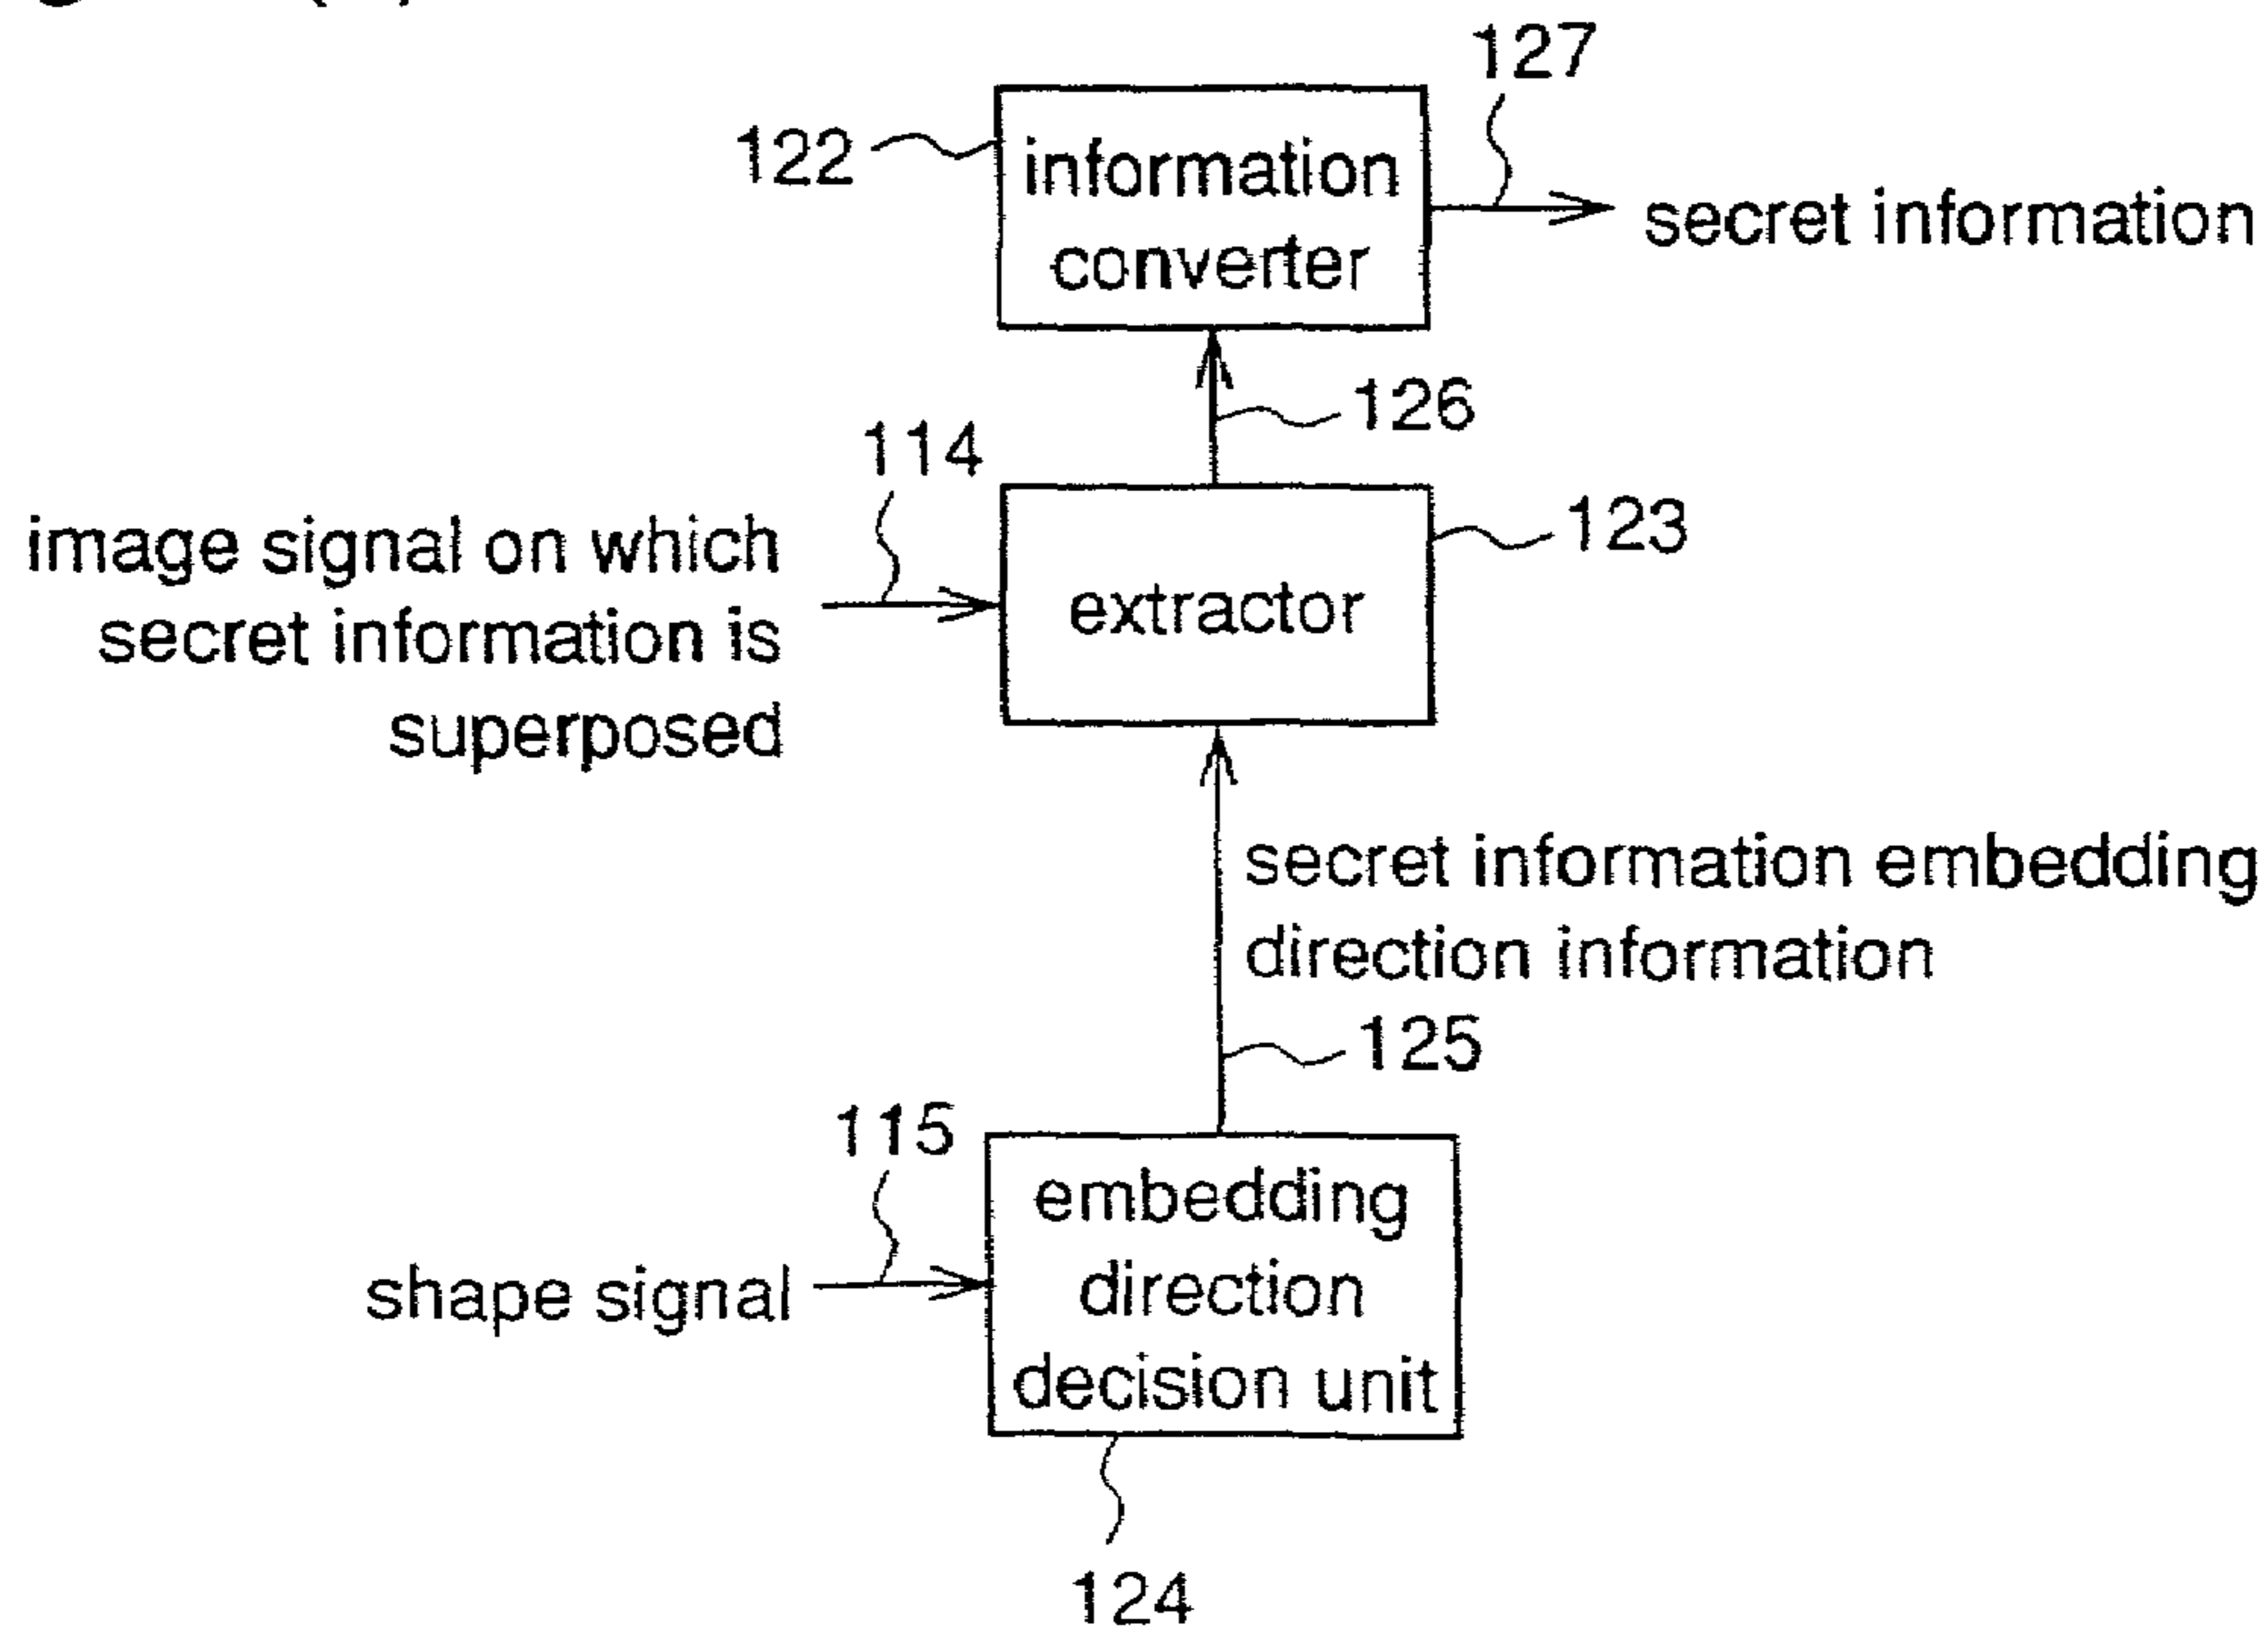 127
122
information
converter
secret information
126
114
123
image signal on which
secret information is
superposed
extractor
secret information embedding
direction information
125
115
embedding
direction
decision unit
shape signal
124